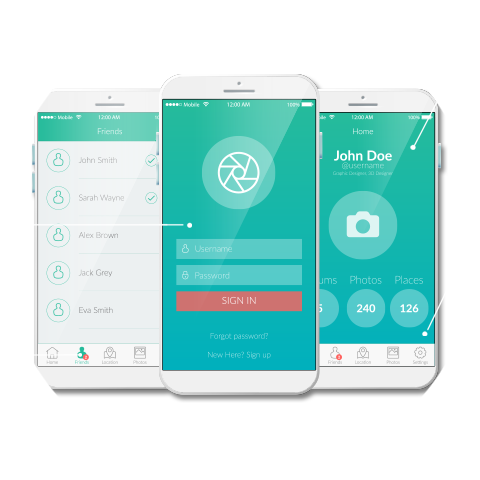 Mobile 12:00 AM
Friends
John Smith
Sarah Wayne
Alex Brown
Jack Grey
Eva Smith
Home Friends 2 Location Photos
Mobile 12:00 AM 100%
Username
Password
SIGN IN
Forgot password?
New Here? Sign up
12:00 AM 100%
Home
John Doe
@username
Graphic Designer, 3D Designer
ums Photos Places
5 240 126
Friends Location Photos Settings